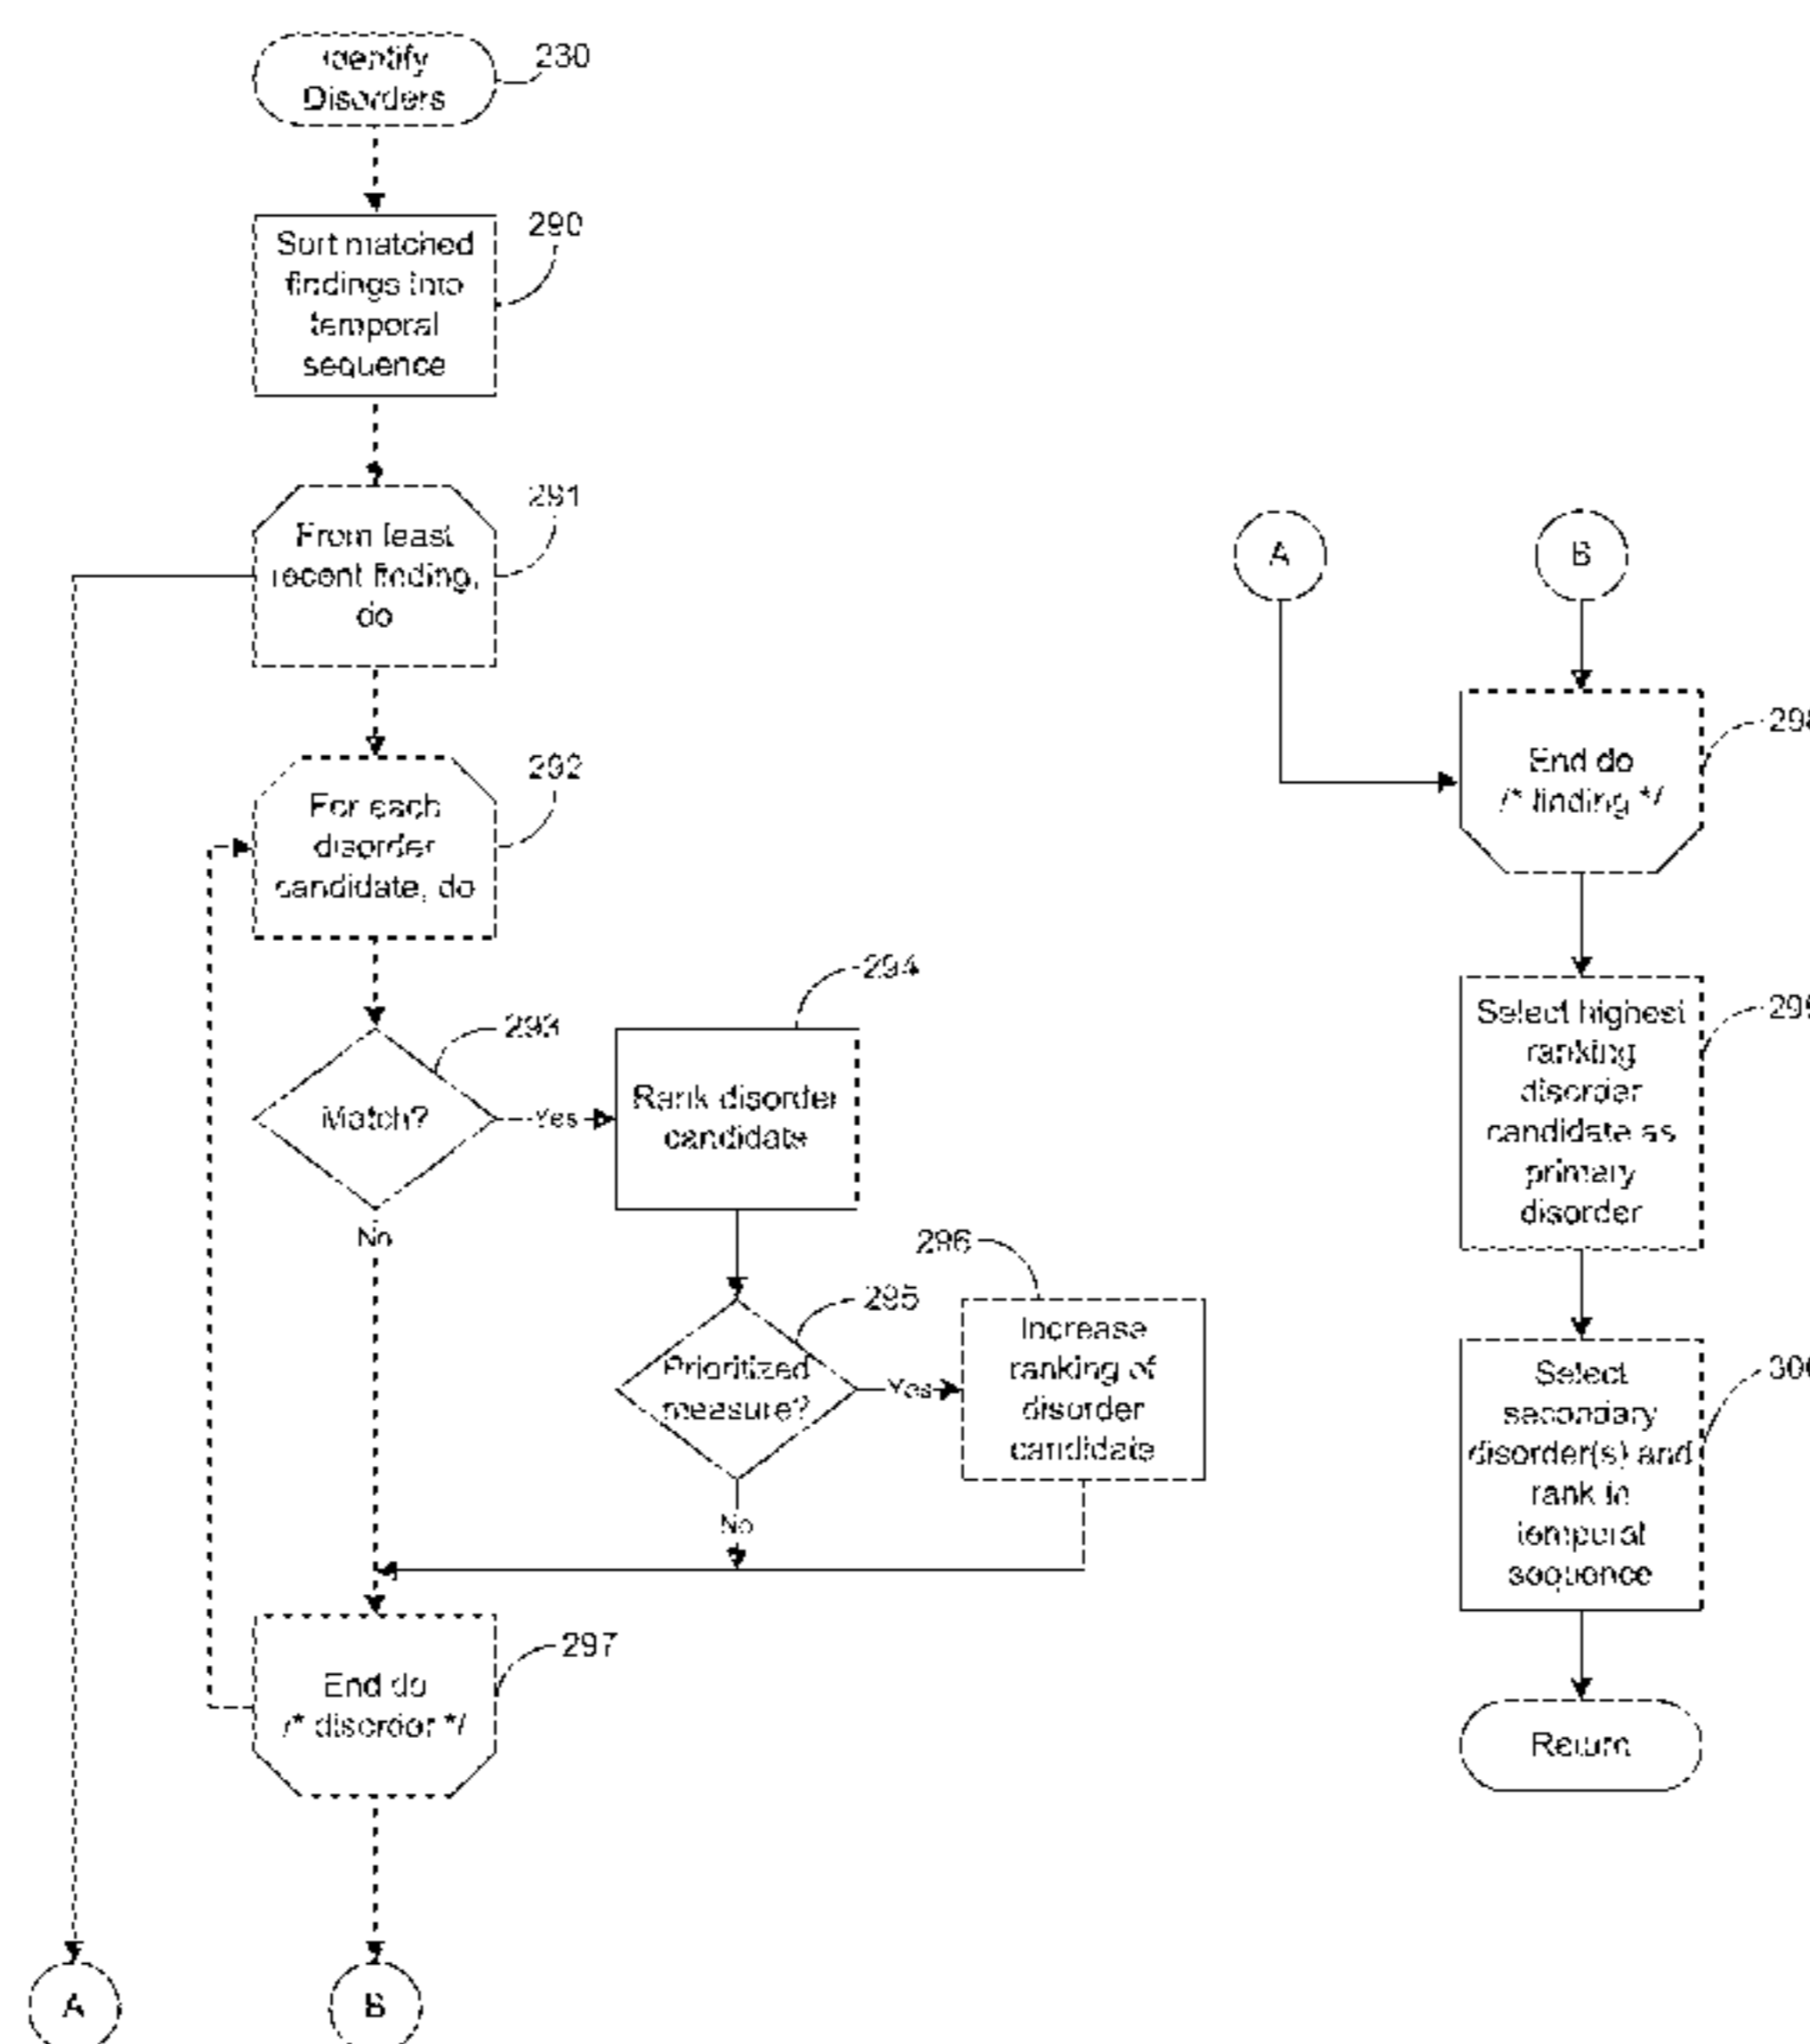 Identify
Disorders
230
Sort matched
findings into
temporal
sequence
290
From least
recent finding,
do
291
For each
disorder
candidate, do
292
Match?
293
Yes
No
Rank disorder
candidate
294
Prioritized
measure?
295
Yes
No
Increase
ranking of
disorder
candidate
296
End do
/* disorder */
297
A
B
A
B
End do
/* finding */
298
Select highest
ranking
disorder
candidate as
primary
disorder
299
Select
secondary
disorder(s) and
rank in
temporal
sequence
300
Return